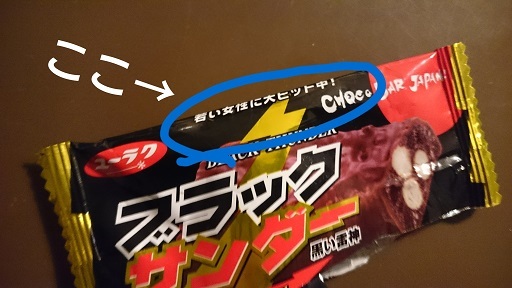 ここ→
若い女性に大ヒット中!
CHOCO BAR JAPAN!
ユーラク
BLACK THUNDER
ブラック
サンダー
黒い雷神